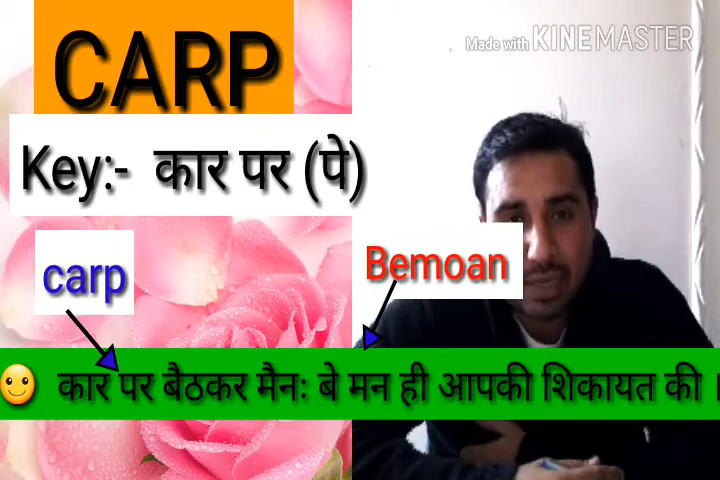 Made with KINEMASTER
CARP
Key:- कार पर (पे)
carp
Bemoan
कार पर बैठकर मैनः बे मन ही आपकी शिकायत की ।